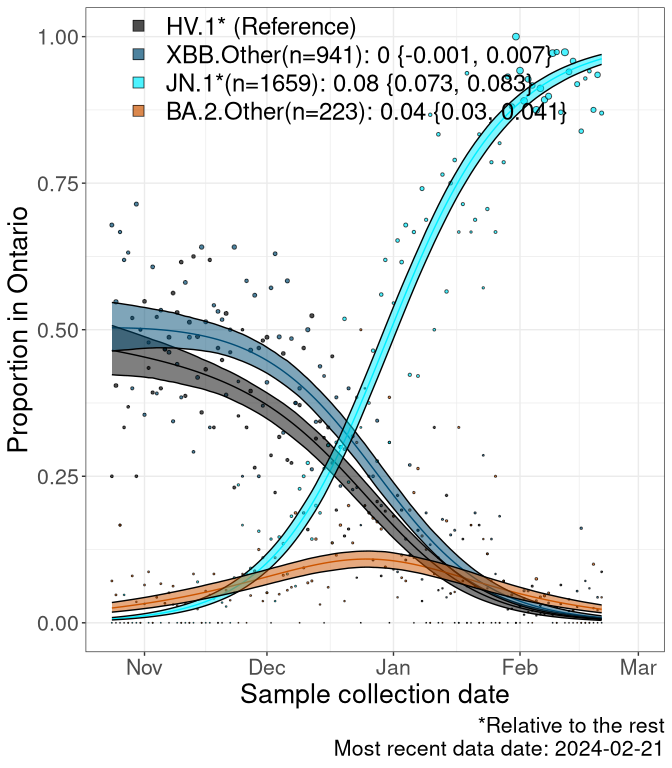 HV.1* (Reference)
XBB.Other(n=941): 0 {-0.001, 0.007}
JN.1*(n=1659): 0.08 {0.073, 0.083}
BA.2.Other(n=223): 0.04 {0.03, 0.041}
1.00
0.75
0.50
0.25
0.00
Proportion in Ontario
Nov Dec Jan Feb Mar
Sample collection date
*Relative to the rest
Most recent data date: 2024-02-21